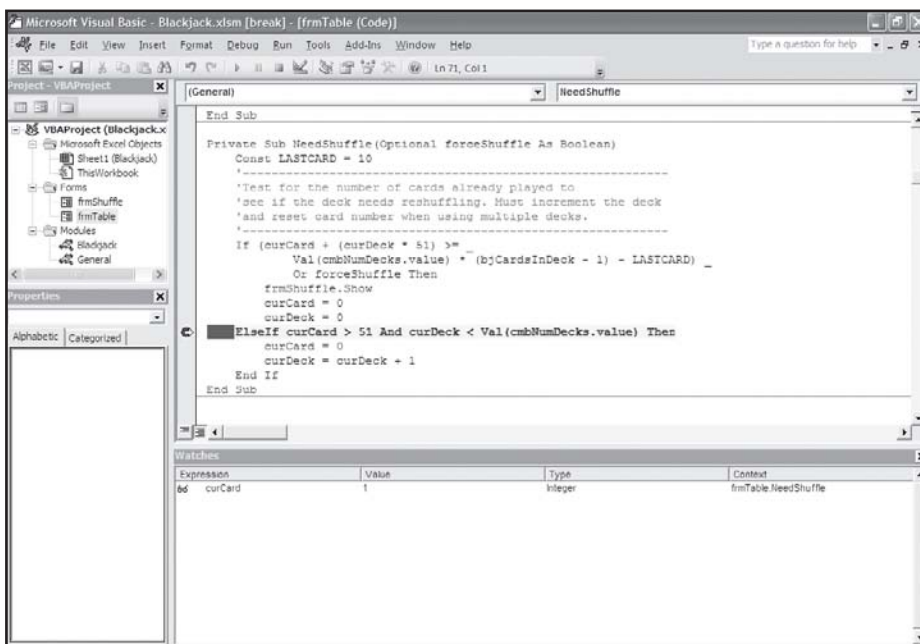 Microsoft Visual Basic - Blackjack.xlsm [break] - [frmTable (Code)]
File Edit View Insert Format Debug Run Tools Add-Ins Window Help
Type a question for help
Ln 71, Col 1
Project - VBAProject
VBAProject (Blackjack.x
Microsoft Excel Objects
Sheet1 (Blackjack)
ThisWorkbook
Forms
frmShuffle
frmTable
Modules
Blackjack
General
Properties
Alphabetic Categorized
(General) NeedShuffle
End Sub
Private Sub NeedShuffle(Optional forceShuffle As Boolean)
Const LASTCARD = 10
'-----------------------------------------------------------
'Test for the number of cards already played to
'see if the deck needs reshuffling. Must increment the deck
'and reset card number when using multiple decks.
'-----------------------------------------------------------
If (curCard + (curDeck * 51) >= _
Val(cmbNumDecks.value) * (bjCardsInDeck - 1) - LASTCARD) _
Or forceShuffle Then
frmShuffle.Show
curCard = 0
curDeck = 0
ElseIf curCard > 51 And curDeck < Val(cmbNumDecks.value) Then
curCard = 0
curDeck = curDeck + 1
End If
End Sub
Watches
Expression Value Type Context
curCard 1 Integer frmTable.NeedShuffle